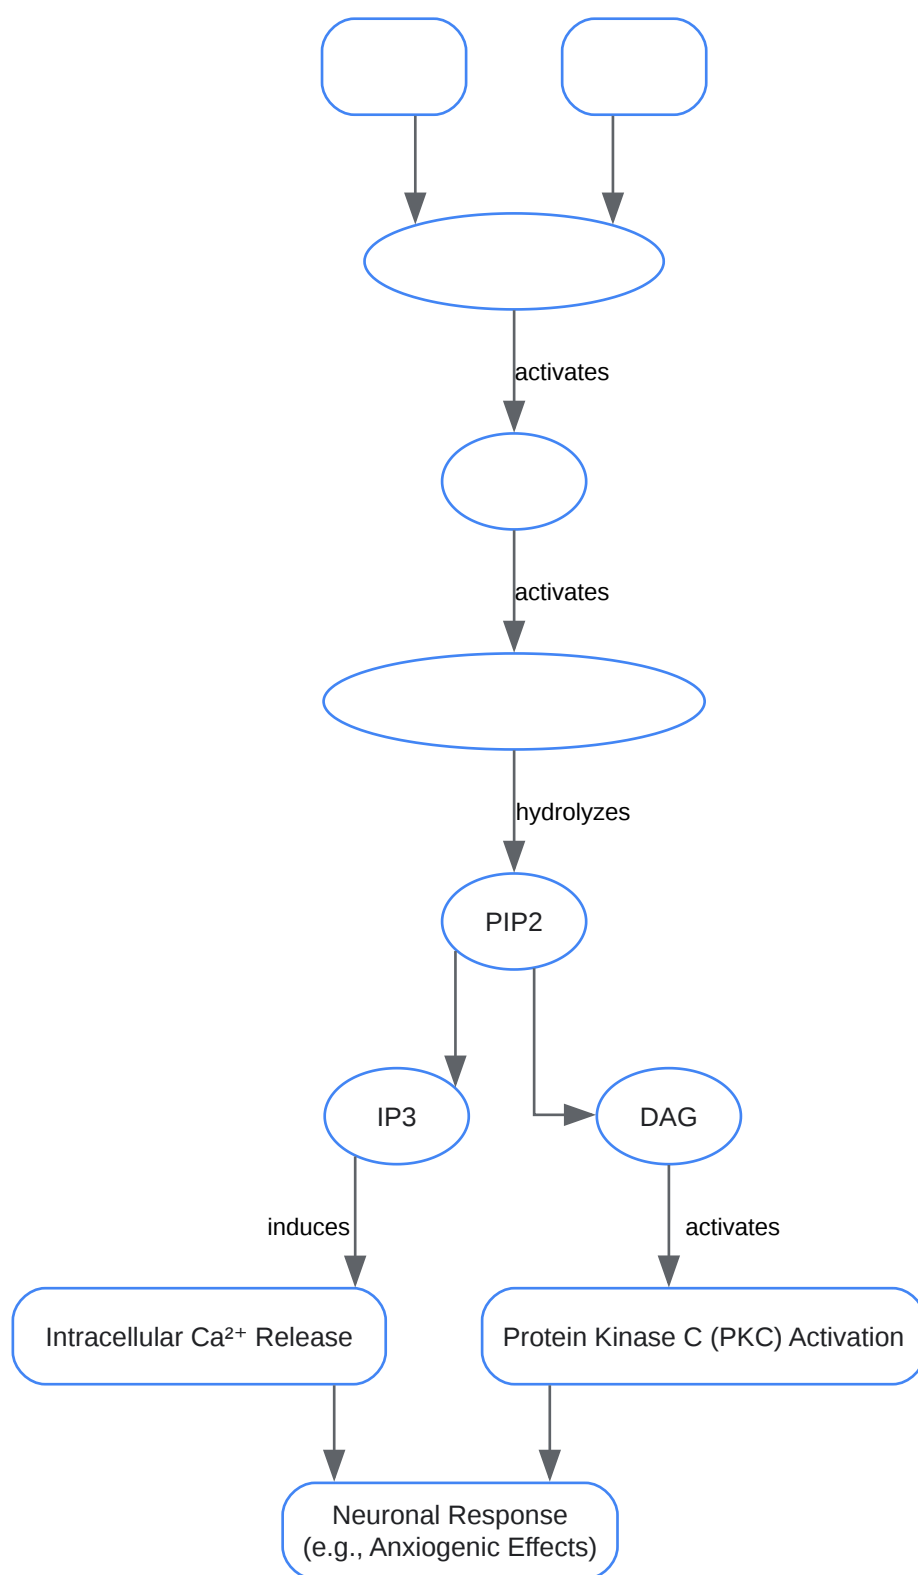 activates
activates
hydrolyzes
PIP2
IP3
DAG
induces
activates
Intracellular Ca²⁺ Release
Protein Kinase C (PKC) Activation
Neuronal Response
(e.g., Anxiogenic Effects)